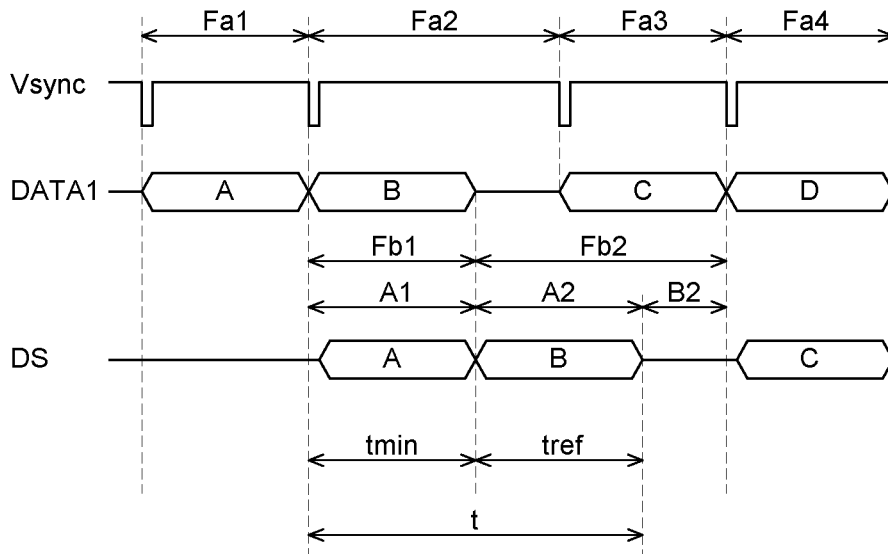 Fa1 Fa2 Fa3 Fa4
Vsync
DATA1 A B C D
Fb1 Fb2
A1 A2 B2
DS A B C
tmin tref
t